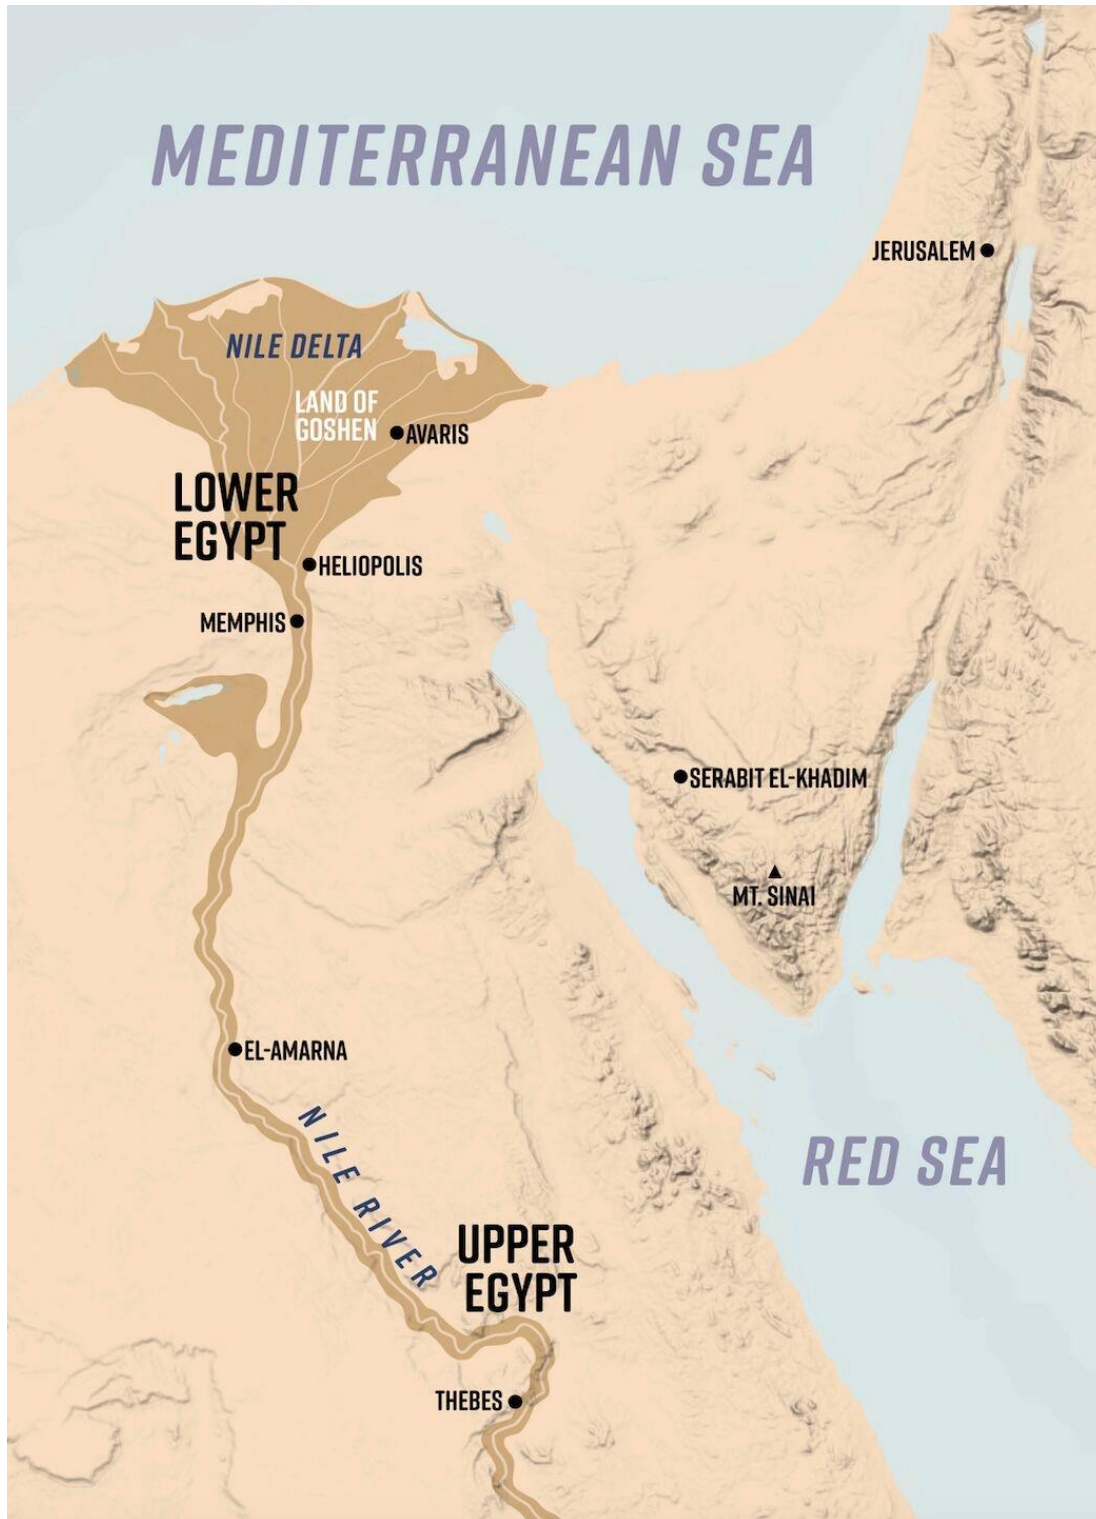 MEDITERRANEAN SEA
JERUSALEM
NILE DELTA
LAND OF
GOSHEN
AVARIS
LOWER
EGYPT
HELIOPOLIS
MEMPHIS
SERABIT EL-KHADIM
MT. SINAI
EL-AMARNA
NILE RIVER
RED SEA
UPPER
EGYPT
THEBES